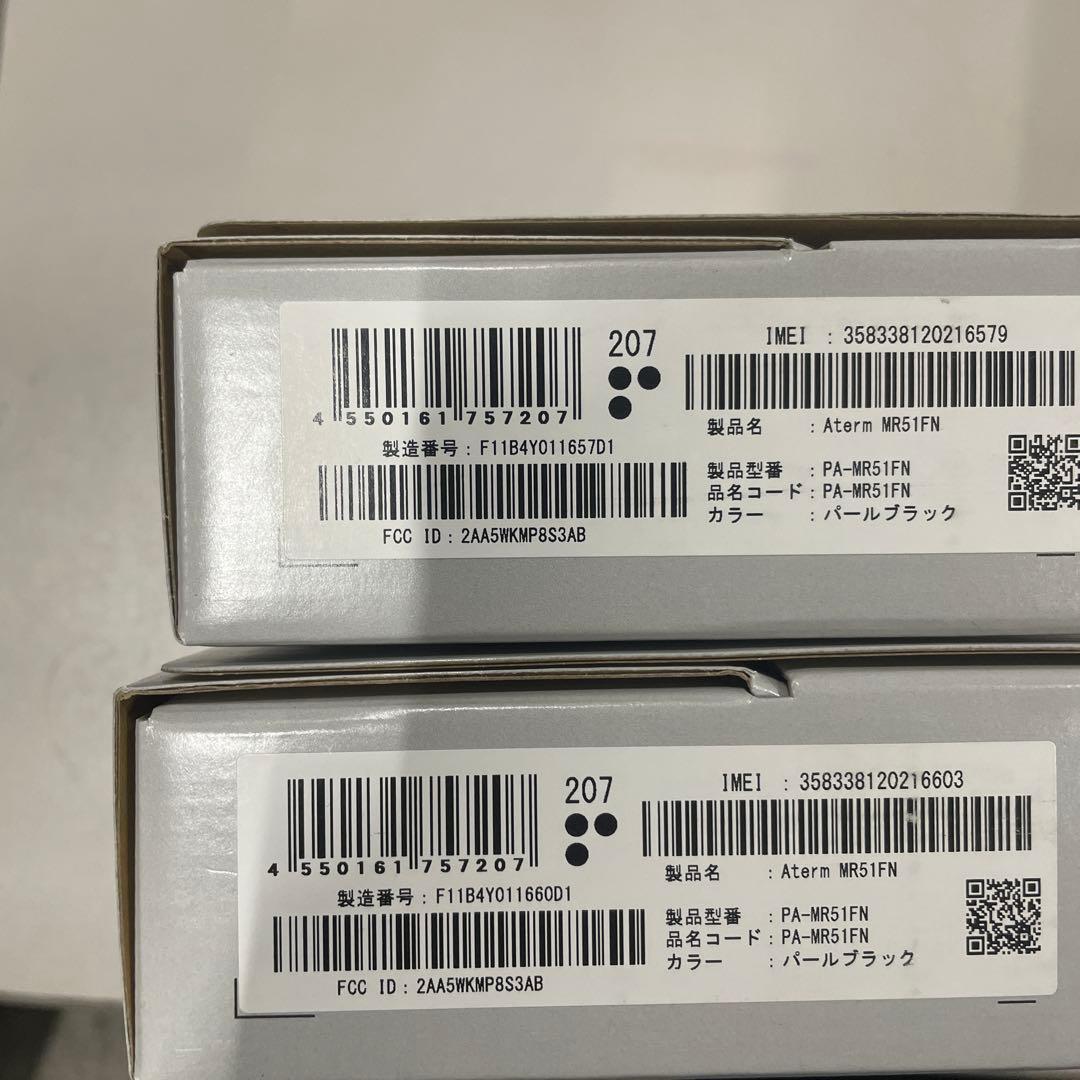 207
IMEI : 358338120216579
4 550161 757207
製品名 : Aterm MR51FN
製造番号 : F11B4Y011657D1
製品型番 : PA-MR51FN
品名コード : PA-MR51FN
カラー : パールブラック
FCC ID : 2AA5WKMP8S3AB
207
IMEI : 358338120216603
4 550161 757207
製品名 : Aterm MR51FN
製造番号 : F11B4Y011660D1
製品型番 : PA-MR51FN
品名コード : PA-MR51FN
カラー : パールブラック
FCC ID : 2AA5WKMP8S3AB